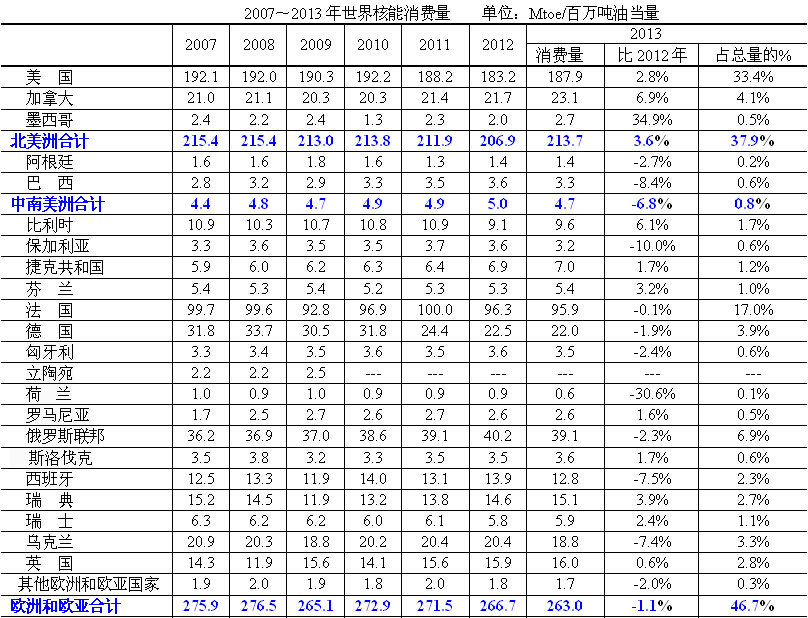 2007～2013年世界核能消费量 单位：Mtoe/百万吨油当量
2007 2008 2009 2010 2011 2012 2013
消费量 比2012年 占总量的%
美 国 192.1 192.0 190.3 192.2 188.2 183.2 187.9 2.8% 33.4%
加拿大 21.0 21.1 20.3 20.3 21.4 21.7 23.1 6.9% 4.1%
墨西哥 2.4 2.2 2.4 1.3 2.3 2.0 2.7 34.9% 0.5%
北美洲合计 215.4 215.4 213.0 213.8 211.9 206.9 213.7 3.6% 37.9%
阿根廷 1.6 1.6 1.8 1.6 1.3 1.4 1.4 -2.7% 0.2%
巴 西 2.8 3.2 2.9 3.3 3.5 3.6 3.3 -8.4% 0.6%
中南美洲合计 4.4 4.8 4.7 4.9 4.9 5.0 4.7 -6.8% 0.8%
比利时 10.9 10.3 10.7 10.8 10.9 9.1 9.6 6.1% 1.7%
保加利亚 3.3 3.6 3.5 3.5 3.7 3.6 3.2 -10.0% 0.6%
捷克共和国 5.9 6.0 6.2 6.3 6.4 6.9 7.0 1.7% 1.2%
芬 兰 5.4 5.3 5.4 5.2 5.3 5.3 5.4 3.2% 1.0%
法 国 99.7 99.6 92.8 96.9 100.0 96.3 95.9 -0.1% 17.0%
德 国 31.8 33.7 30.5 31.8 24.4 22.5 22.0 -1.9% 3.9%
匈牙利 3.3 3.4 3.5 3.6 3.5 3.6 3.5 -2.4% 0.6%
立陶宛 2.2 2.2 2.5 --- --- --- --- --- ---
荷 兰 1.0 0.9 1.0 0.9 0.9 0.9 0.6 -30.6% 0.1%
罗马尼亚 1.7 2.5 2.7 2.6 2.7 2.6 2.6 1.6% 0.5%
俄罗斯联邦 36.2 36.9 37.0 38.6 39.1 40.2 39.1 -2.3% 6.9%
斯洛伐克 3.5 3.8 3.2 3.3 3.5 3.5 3.6 1.7% 0.6%
西班牙 12.5 13.3 11.9 14.0 13.1 13.9 12.8 -7.5% 2.3%
瑞 典 15.2 14.5 11.9 13.2 13.8 14.6 15.1 3.9% 2.7%
瑞 士 6.3 6.2 6.2 6.0 6.1 5.8 5.9 2.4% 1.1%
乌克兰 20.9 20.3 18.8 20.2 20.4 20.4 18.8 -7.4% 3.3%
英 国 14.3 11.9 15.6 14.1 15.6 15.9 16.0 0.6% 2.8%
其他欧洲和欧亚国家 1.9 2.0 1.9 1.8 2.0 1.8 1.7 -2.0% 0.3%
欧洲和欧亚合计 275.9 276.5 265.1 272.9 271.5 266.7 263.0 -1.1% 46.7%